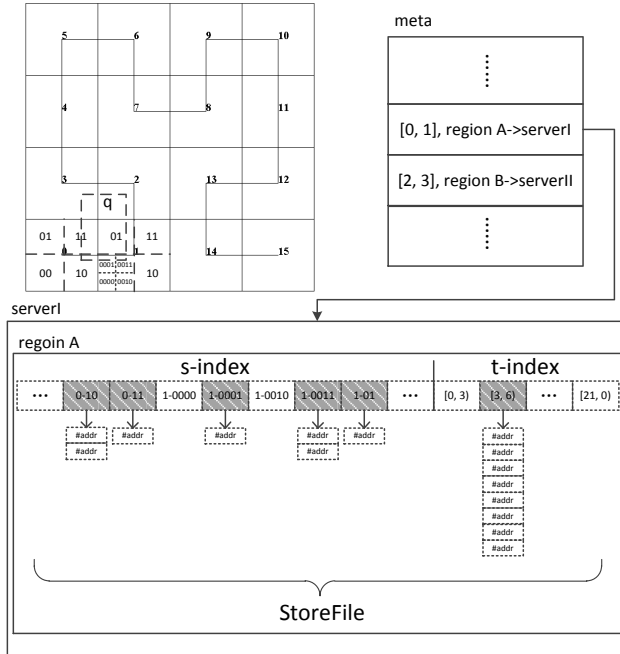 5 6 9 10
4 7 8 11
3 2 13 12
q
01 11 01 11
0 1 14 15
00 10 0001 0011 10
0000 0010
meta
[0, 1], region A->serverI
[2, 3], region B->serverII
serverI
regoin A
s-index t-index
... 0-10 0-11 1-0000 1-0001 1-0010 1-0011 1-01 ... [0, 3) [3, 6) ... [21, 0)
#addr #addr #addr #addr #addr #addr
#addr #addr #addr
#addr
#addr
#addr
#addr
#addr
#addr
StoreFile